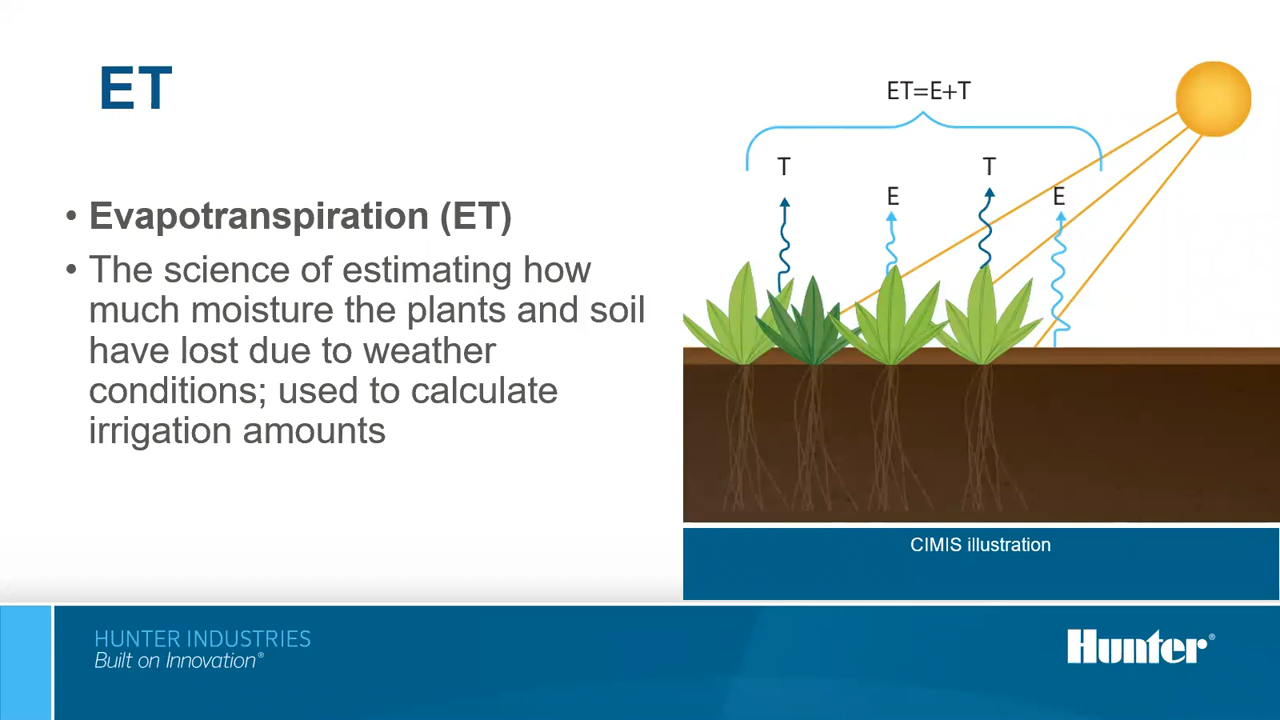 ET
• Evapotranspiration (ET)
• The science of estimating how
much moisture the plants and soil
have lost due to weather
conditions; used to calculate
irrigation amounts
ET=E+T
T
T
E
E
CIMIS illustration
HUNTER INDUSTRIES
Built on Innovation®
Hunter®